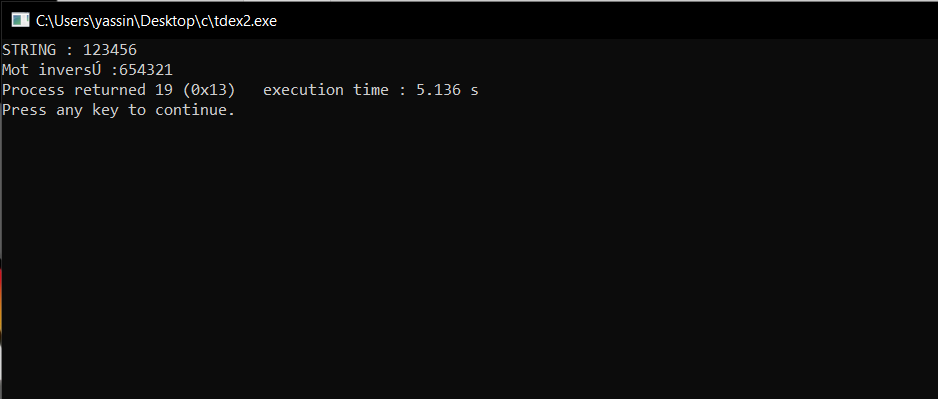 C:\Users\yassin\Desktop\c\tdex2.exe
STRING : 123456
Mot inversÚ :654321
Process returned 19 (0x13)   execution time : 5.136 s
Press any key to continue.